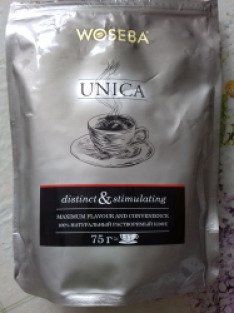 WOSEBA
UNICA
distinct & stimulating
MAXIMUM FLAVOUR AND CONVENIENCE
100% НАТУРАЛЬНЫЙ РАСТВОРИМЫЙ КОФЕ
75 г